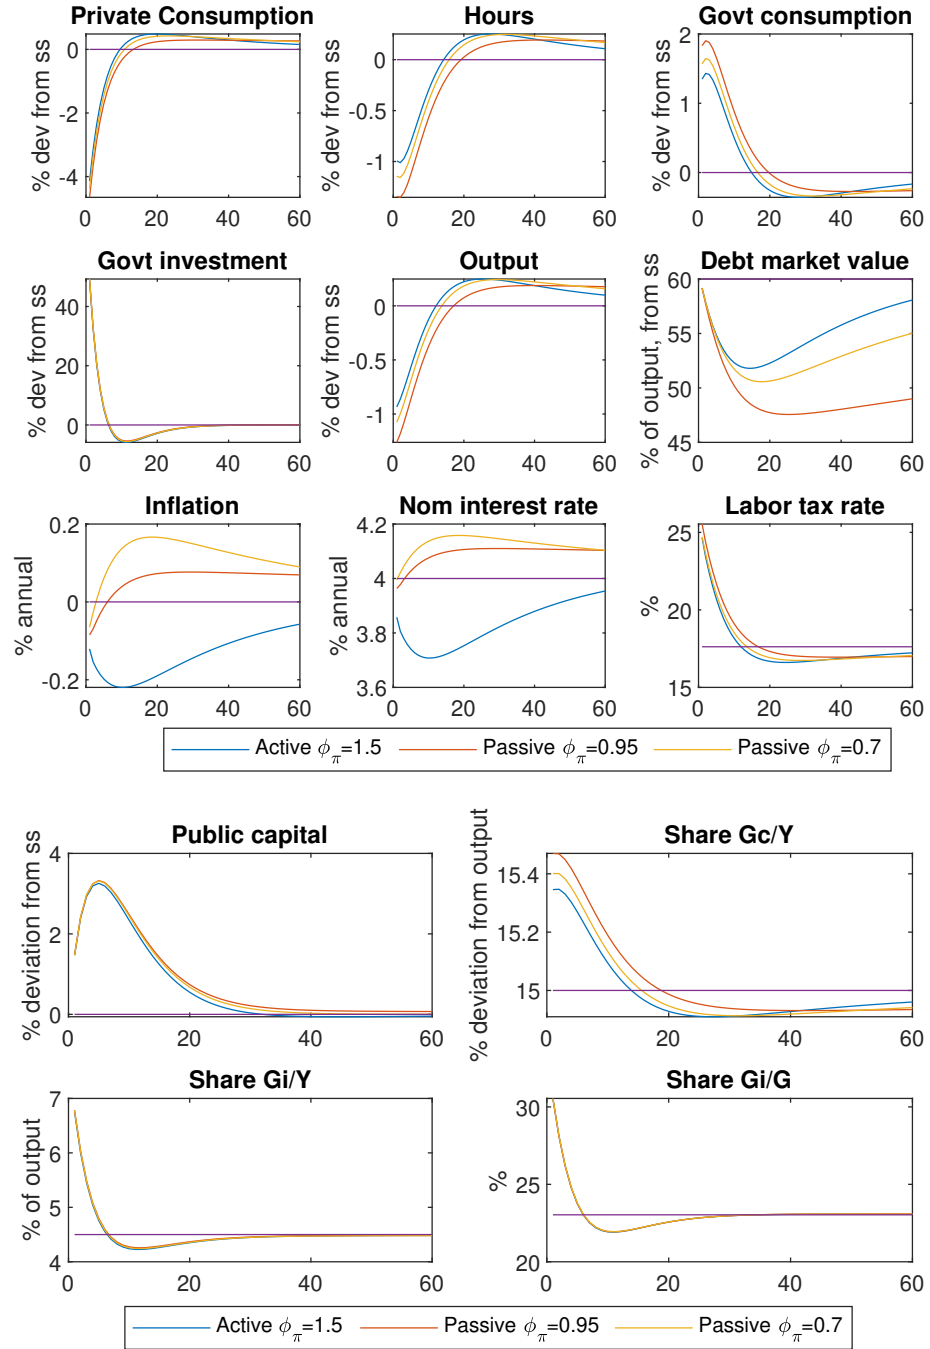 Private Consumption
% dev from ss
0
-2
-4
0 20 40 60
Hours
% dev from ss
0
-0.5
-1
0 20 40 60
Govt consumption
% dev from ss
2
1
0
0 20 40 60
Govt investment
% dev from ss
40
20
0
0 20 40 60
Output
% dev from ss
0
-0.5
-1
0 20 40 60
Debt market value
% of output, from ss
60
55
50
45
0 20 40 60
Inflation
% annual
0.2
0
-0.2
0 20 40 60
Nom interest rate
% annual
4.2
4
3.8
3.6
0 20 40 60
Labor tax rate
%
25
20
15
0 20 40 60
Active ϕ_π=1.5 Passive ϕ_π=0.95 Passive ϕ_π=0.7
Public capital
% deviation from ss
4
2
0
0 20 40 60
Share Gc/Y
% deviation from output
15.4
15.2
15
0 20 40 60
Share Gi/Y
% of output
7
6
5
4
0 20 40 60
Share Gi/G
%
30
25
20
0 20 40 60
Active ϕ_π=1.5 Passive ϕ_π=0.95 Passive ϕ_π=0.7